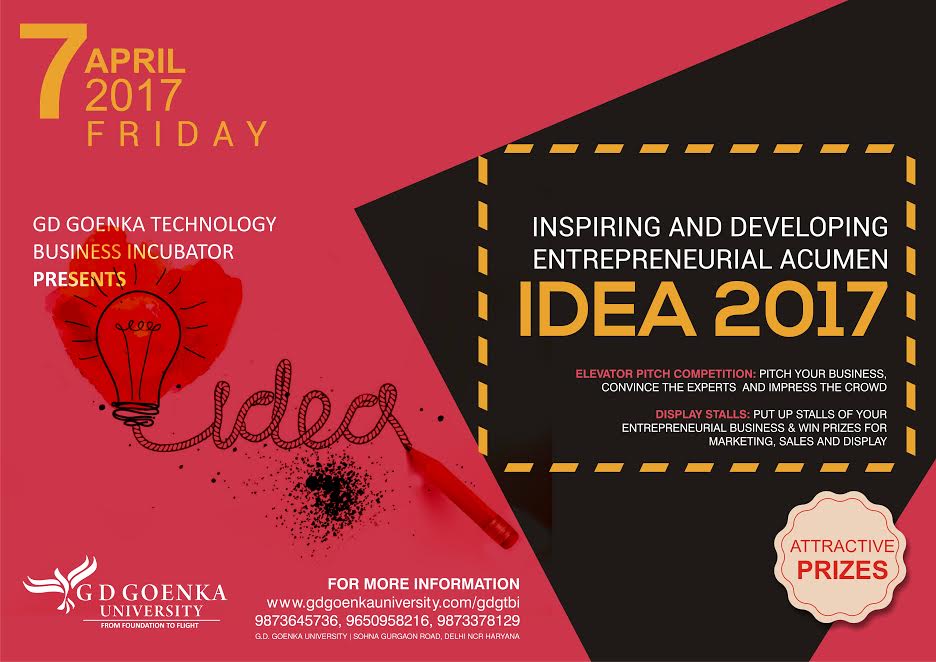 7
APRIL
2017
FRIDAY
GD GOENKA TECHNOLOGY
BUSINESS INCUBATOR
PRESENTS
idea
INSPIRING AND DEVELOPING
ENTREPRENEURIAL ACUMEN
IDEA 2017
ELEVATOR PITCH COMPETITION: PITCH YOUR BUSINESS,
CONVINCE THE EXPERTS AND IMPRESS THE CROWD
DISPLAY STALLS: PUT UP STALLS OF YOUR
ENTREPRENEURIAL BUSINESS & WIN PRIZES FOR
MARKETING, SALES AND DISPLAY
ATTRACTIVE
PRIZES
G D GOENKA
UNIVERSITY
FROM FOUNDATION TO FLIGHT
FOR MORE INFORMATION
www.gdgoenkauniversity.com/gdgtbi
9873645736, 9650958216, 9873378129
G.D. GOENKA UNIVERSITY | SOHNA GURGAON ROAD, DELHI NCR HARYANA